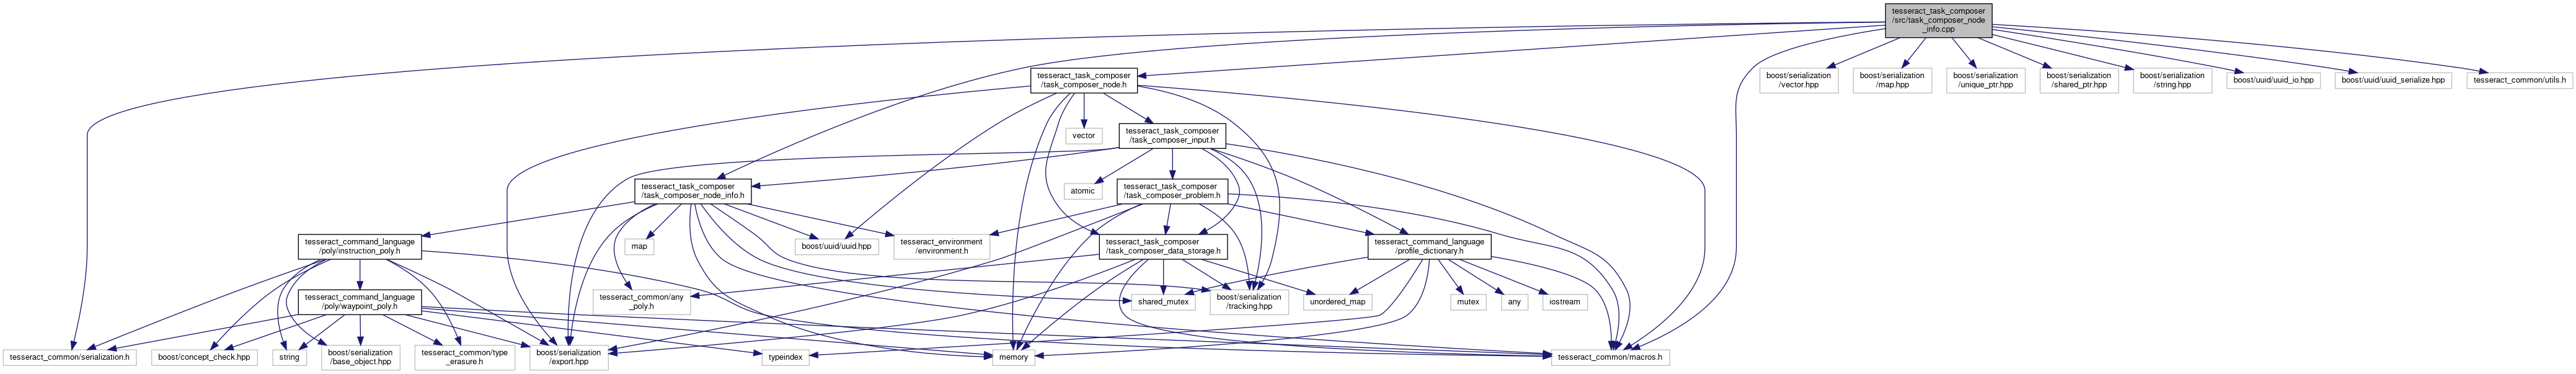 tesseract_task_composer
/src/task_composer_node
_info.cpp
tesseract_task_composer
/task_composer_node.h
boost/serialization
/vector.hpp
boost/serialization
/map.hpp
boost/serialization
/unique_ptr.hpp
boost/serialization
/shared_ptr.hpp
boost/serialization
/string.hpp
boost/uuid/uuid_io.hpp
boost/uuid/uuid_serialize.hpp
tesseract_common/utils.h
vector
tesseract_task_composer
/task_composer_input.h
tesseract_task_composer
/task_composer_node_info.h
atomic
tesseract_task_composer
/task_composer_problem.h
tesseract_command_language
/poly/instruction_poly.h
map
boost/uuid/uuid.hpp
tesseract_environment
/environment.h
tesseract_task_composer
/task_composer_data_storage.h
tesseract_command_language
/profile_dictionary.h
tesseract_command_language
/poly/waypoint_poly.h
tesseract_common/any
_poly.h
shared_mutex
boost/serialization
/tracking.hpp
unordered_map
mutex
any
iostream
tesseract_common/serialization.h
boost/concept_check.hpp
string
boost/serialization
/base_object.hpp
tesseract_common/type
_erasure.h
boost/serialization
/export.hpp
typeindex
memory
tesseract_common/macros.h